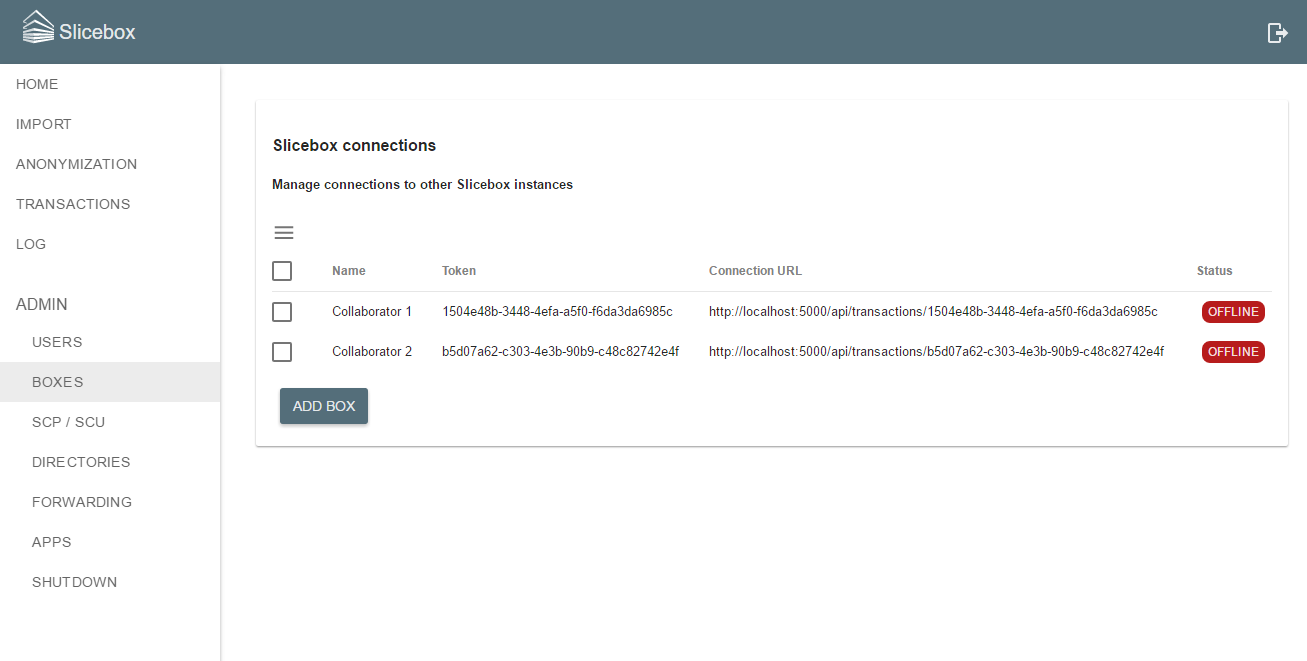 Slicebox
HOME
IMPORT
ANONYMIZATION
TRANSACTIONS
LOG
ADMIN
USERS
BOXES
SCP / SCU
DIRECTORIES
FORWARDING
APPS
SHUTDOWN
Slicebox connections
Manage connections to other Slicebox instances
Name Token Connection URL Status
Collaborator 1 1504e48b-3448-4efa-a5f0-f6da3da6985c http://localhost:5000/api/transactions/1504e48b-3448-4efa-a5f0-f6da3da6985c OFFLINE
Collaborator 2 b5d07a62-c303-4e3b-90b9-c48c82742e4f http://localhost:5000/api/transactions/b5d07a62-c303-4e3b-90b9-c48c82742e4f OFFLINE
ADD BOX